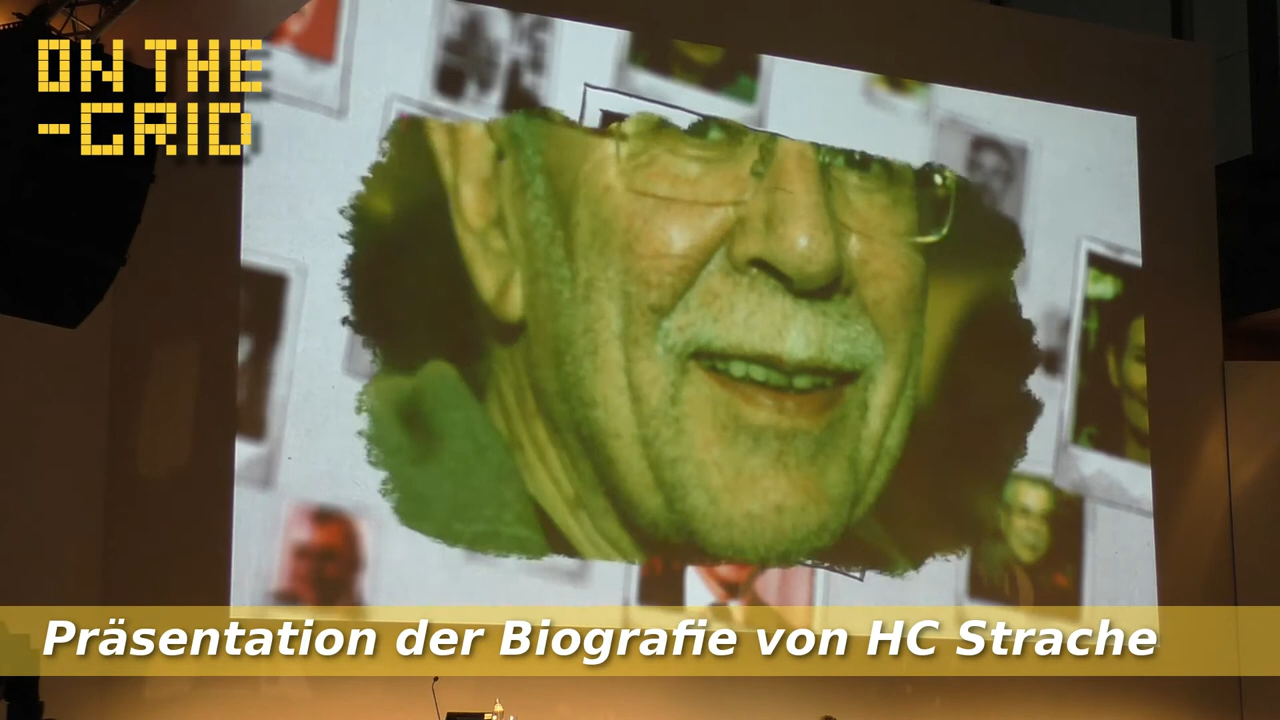 ON THE
-GRID
Präsentation der Biografie von HC Strache